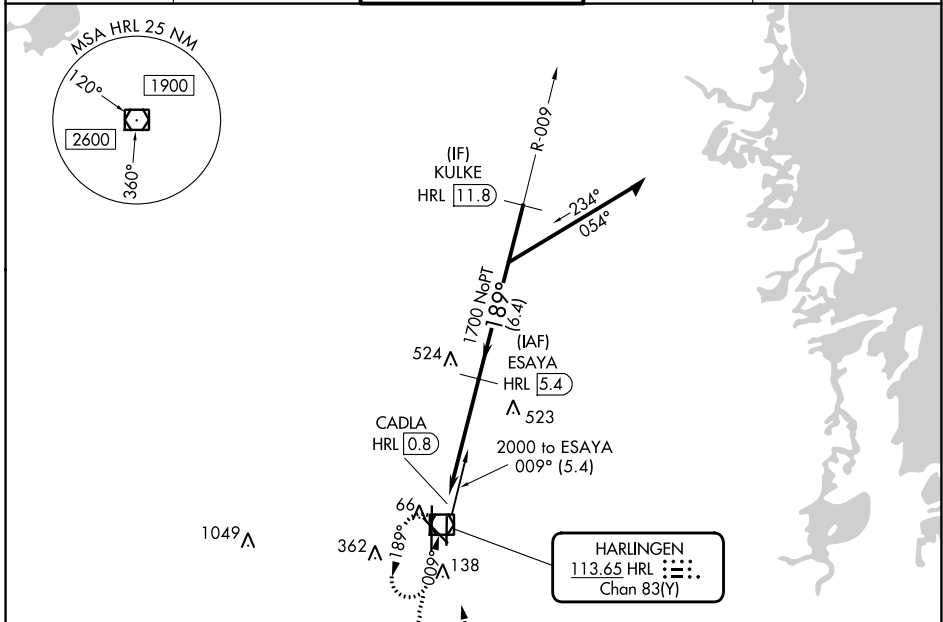 MSA HRL 25 NM
120°
1900
2600
360°
R-009
(IF)
KULKE
HRL 11.8
234°
054°
1700 NoPT
189°
(6.4)
(IAF)
ESAYA
HRL 5.4
524
523
CADLA
HRL 0.8
2000 to ESAYA
009° (5.4)
66
1049
362
189°
009°
138
HARLINGEN
113.65 HRL
Chan 83(Y)